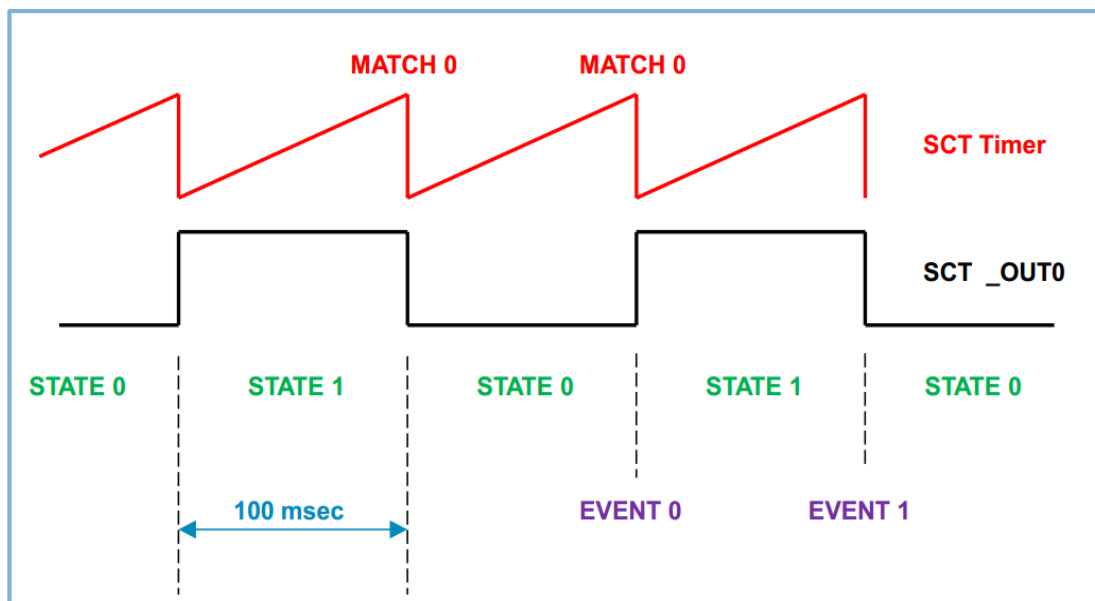 MATCH 0 MATCH 0
SCT Timer
SCT _OUT0
STATE 0 STATE 1 STATE 0 STATE 1 STATE 0
100 msec EVENT 0 EVENT 1